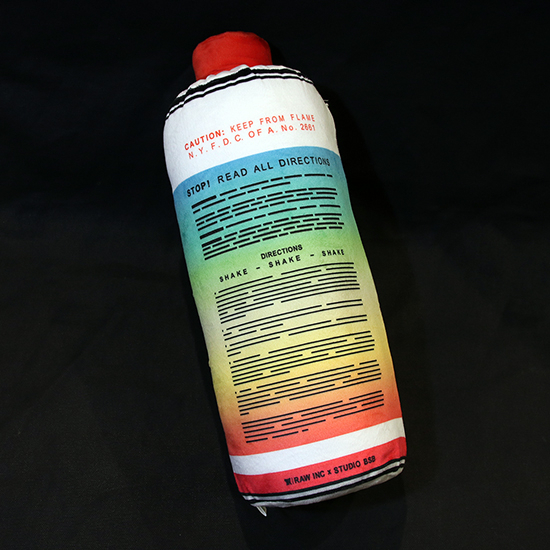 CAUTION: KEEP FROM FLAME
N.Y.F.D.C. OF A. No. 2661
STOP! READ ALL DIRECTIONS
DIRECTIONS
SHAKE - SHAKE - SHAKE
RAW INC x STUDIO BSB